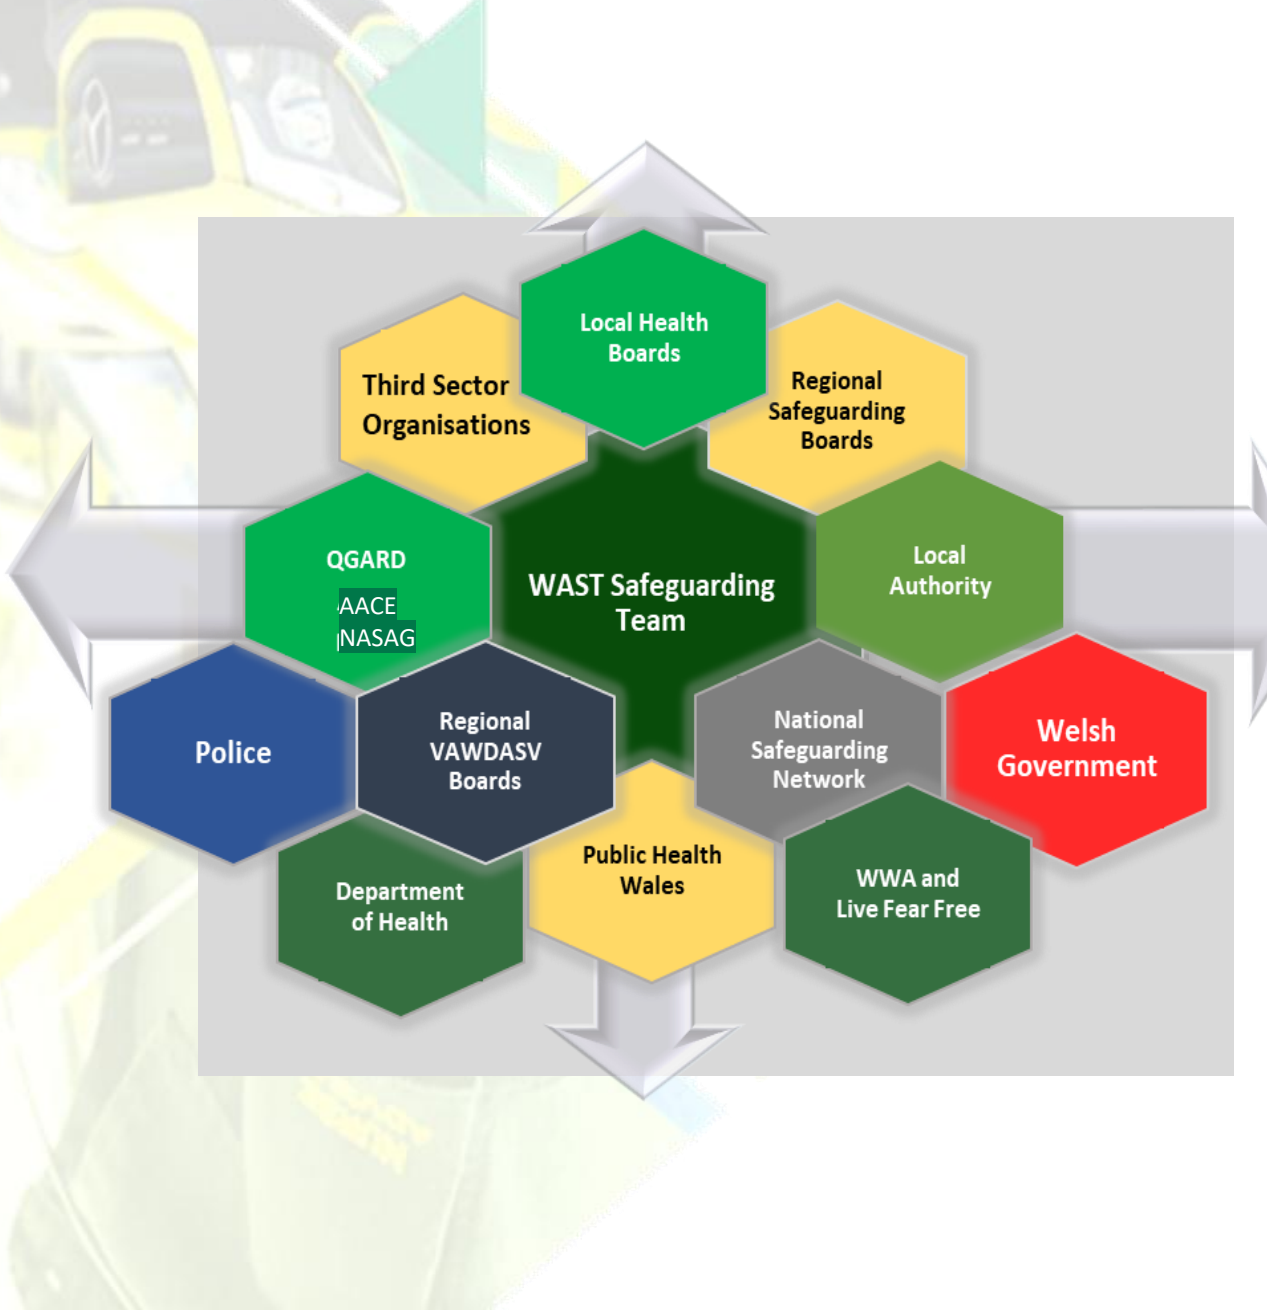 Local Health
Boards
Third Sector
Organisations
Regional
Safeguarding
Boards
QGARD
AACE
NASAG
WAST Safeguarding
Team
Local
Authority
Police
Regional
VAWDASV
Boards
National
Safeguarding
Network
Welsh
Government
Department
of Health
Public Health
Wales
WWA and
Live Fear Free